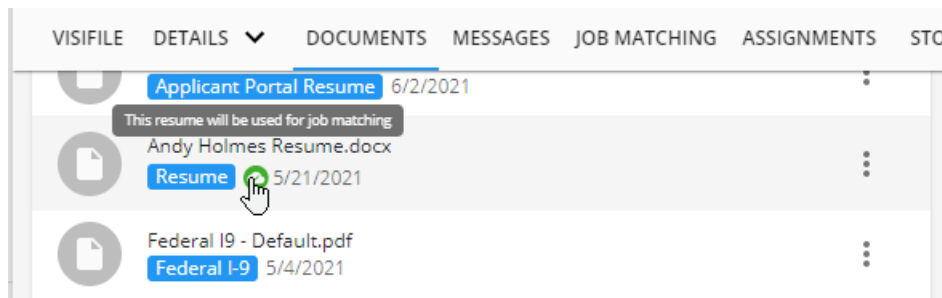 VISIFILE DETAILS DOCUMENTS MESSAGES JOB MATCHING ASSIGNMENTS STO
Applicant Portal Resume 6/2/2021
This resume will be used for job matching
Andy Holmes Resume.docx
Resume 5/21/2021
Federal I9 - Default.pdf
Federal I-9 5/4/2021